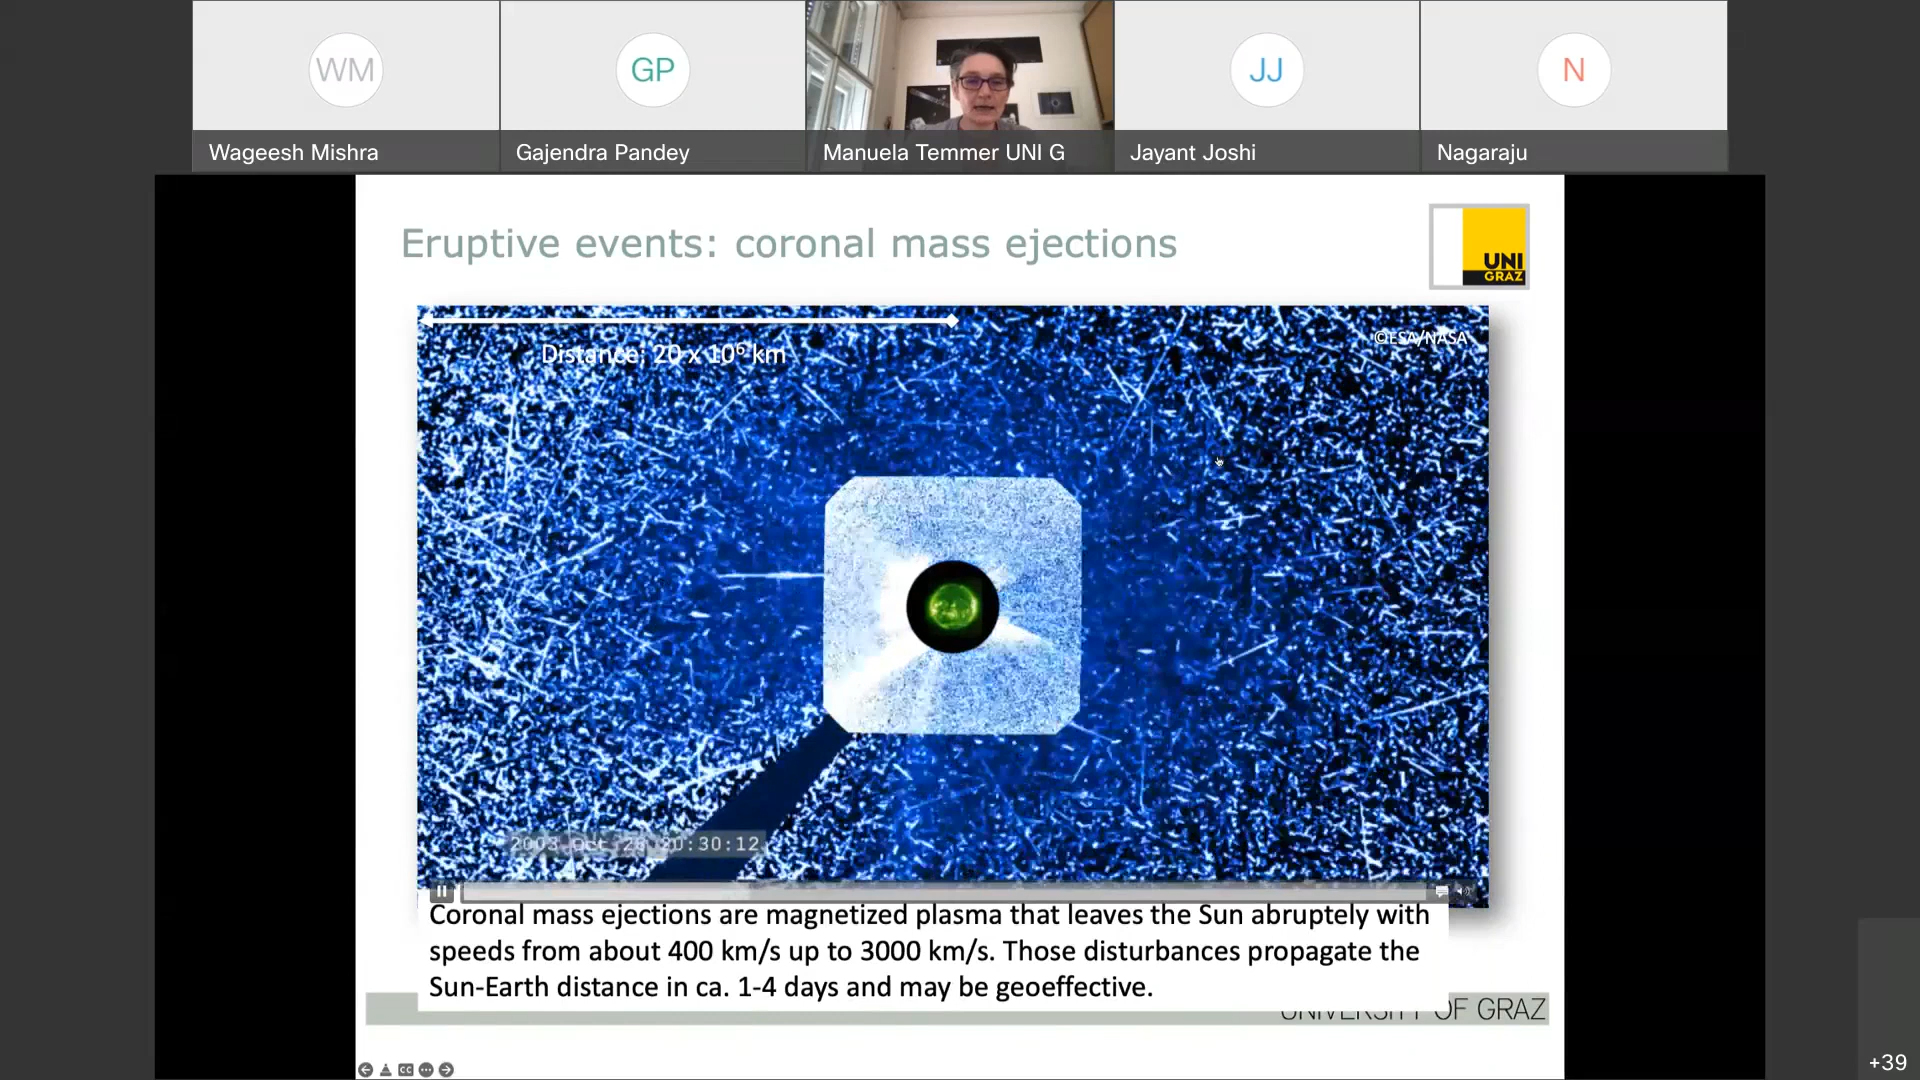 WM
GP
JJ
N
Wageesh Mishra
Gajendra Pandey
Manuela Temmer UNI G
Jayant Joshi
Nagaraju
Eruptive events: coronal mass ejections
UNI
GRAZ
Distance: 20 x 10⁶ km
©ESA/NASA
2003 Oct 28 20:30:12
Coronal mass ejections are magnetized plasma that leaves the Sun abruptely with
speeds from about 400 km/s up to 3000 km/s. Those disturbances propagate the
Sun-Earth distance in ca. 1-4 days and may be geoeffective.
UNIVERSITY OF GRAZ
CC
+39